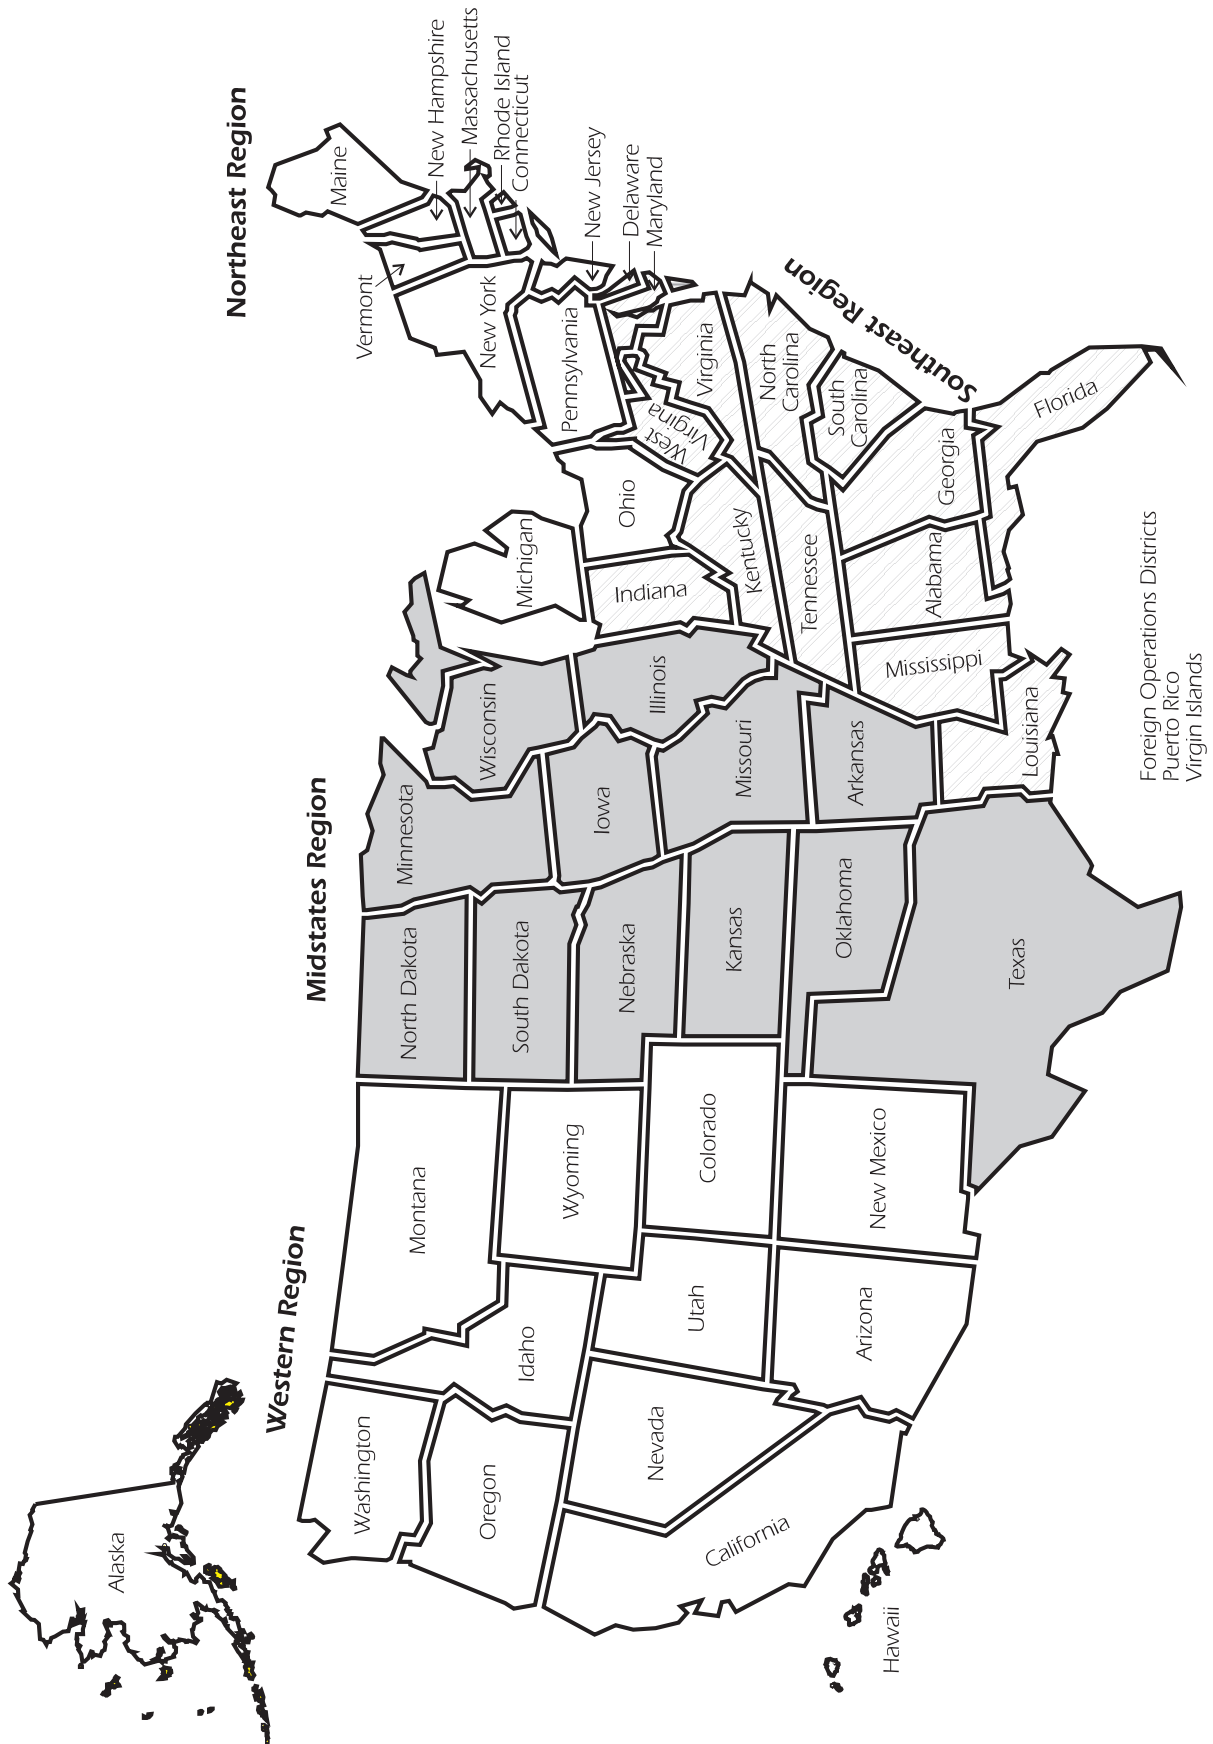 Western Region
Midstates Region
Northeast Region
Southeast Region
Alaska
Washington
Montana
North Dakota
Minnesota
Vermont
Maine
New Hampshire
Massachusetts
Rhode Island
Connecticut
Oregon
Idaho
Wyoming
South Dakota
Wisconsin
Michigan
New York
Nevada
Utah
Colorado
Nebraska
Iowa
Illinois
Indiana
Ohio
Pennsylvania
New Jersey
Delaware
Maryland
California
Arizona
New Mexico
Kansas
Missouri
Kentucky
West
Virgina
Virginia
Oklahoma
Arkansas
Tennessee
North
Carolina
South
Carolina
Hawaii
Texas
Louisiana
Mississippi
Alabama
Georgia
Florida
Foreign Operations Districts
Puerto Rico
Virgin Islands